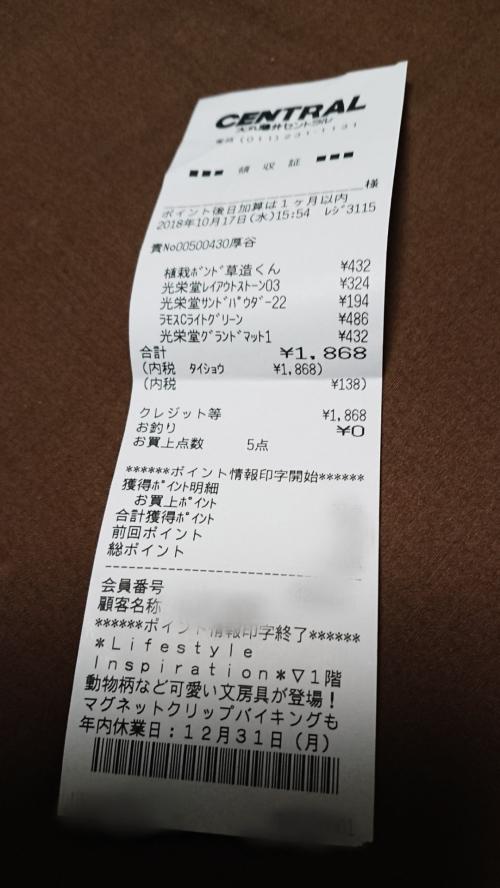 CENTRAL
大丸藤井セントラル
電話 (011)231-1131
領 収 証
様
ポイント後日加算は1ヶ月以内
2018年10月17日(水)15:54 ﾚｼﾞ3115
責No00500430厚谷
植栽ﾎﾞﾝﾄﾞ草造くん ¥432
光栄堂ﾚｲｱｳﾄｽﾄｰﾝ03 ¥324
光栄堂ｻﾝﾄﾞﾊﾟｳﾀﾞｰ22 ¥194
ﾗﾓｽCﾗｲﾄｸﾞﾘｰﾝ ¥486
光栄堂ｸﾞﾗﾝﾄﾞﾏｯﾄ1 ¥432
合計 ¥1,868
(内税 ﾀｲｼｮｳ ¥1,868)
(内税 ¥138)
クレジット等 ¥1,868
お釣り ¥0
お買上点数 5点
******ポイント情報印字開始******
獲得ﾎﾟｲﾝﾄ明細
お買上ﾎﾟｲﾝﾄ
合計獲得ﾎﾟｲﾝﾄ
前回ポイント
総ポイント
会員番号
顧客名称
******ポイント情報印字終了******
*Lifestyle
Inspiration*▽1階
動物柄など可愛い文房具が登場！
マグネットクリップバイキングも
年内休業日：12月31日（月）